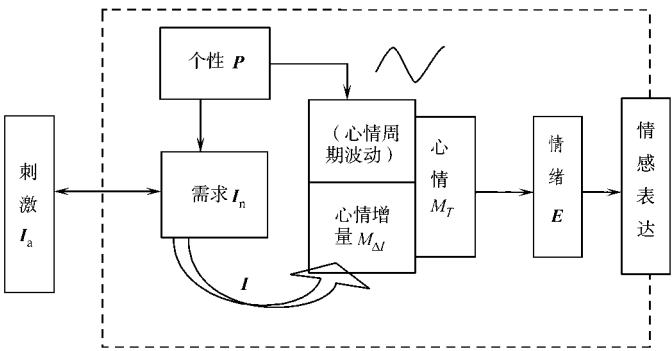 个性 P
（心情周
期波动）
心
情
M_T
情
绪
E
情
感
表
达
刺
激
I_a
需求 I_n
心情增
量 M_ΔI
I